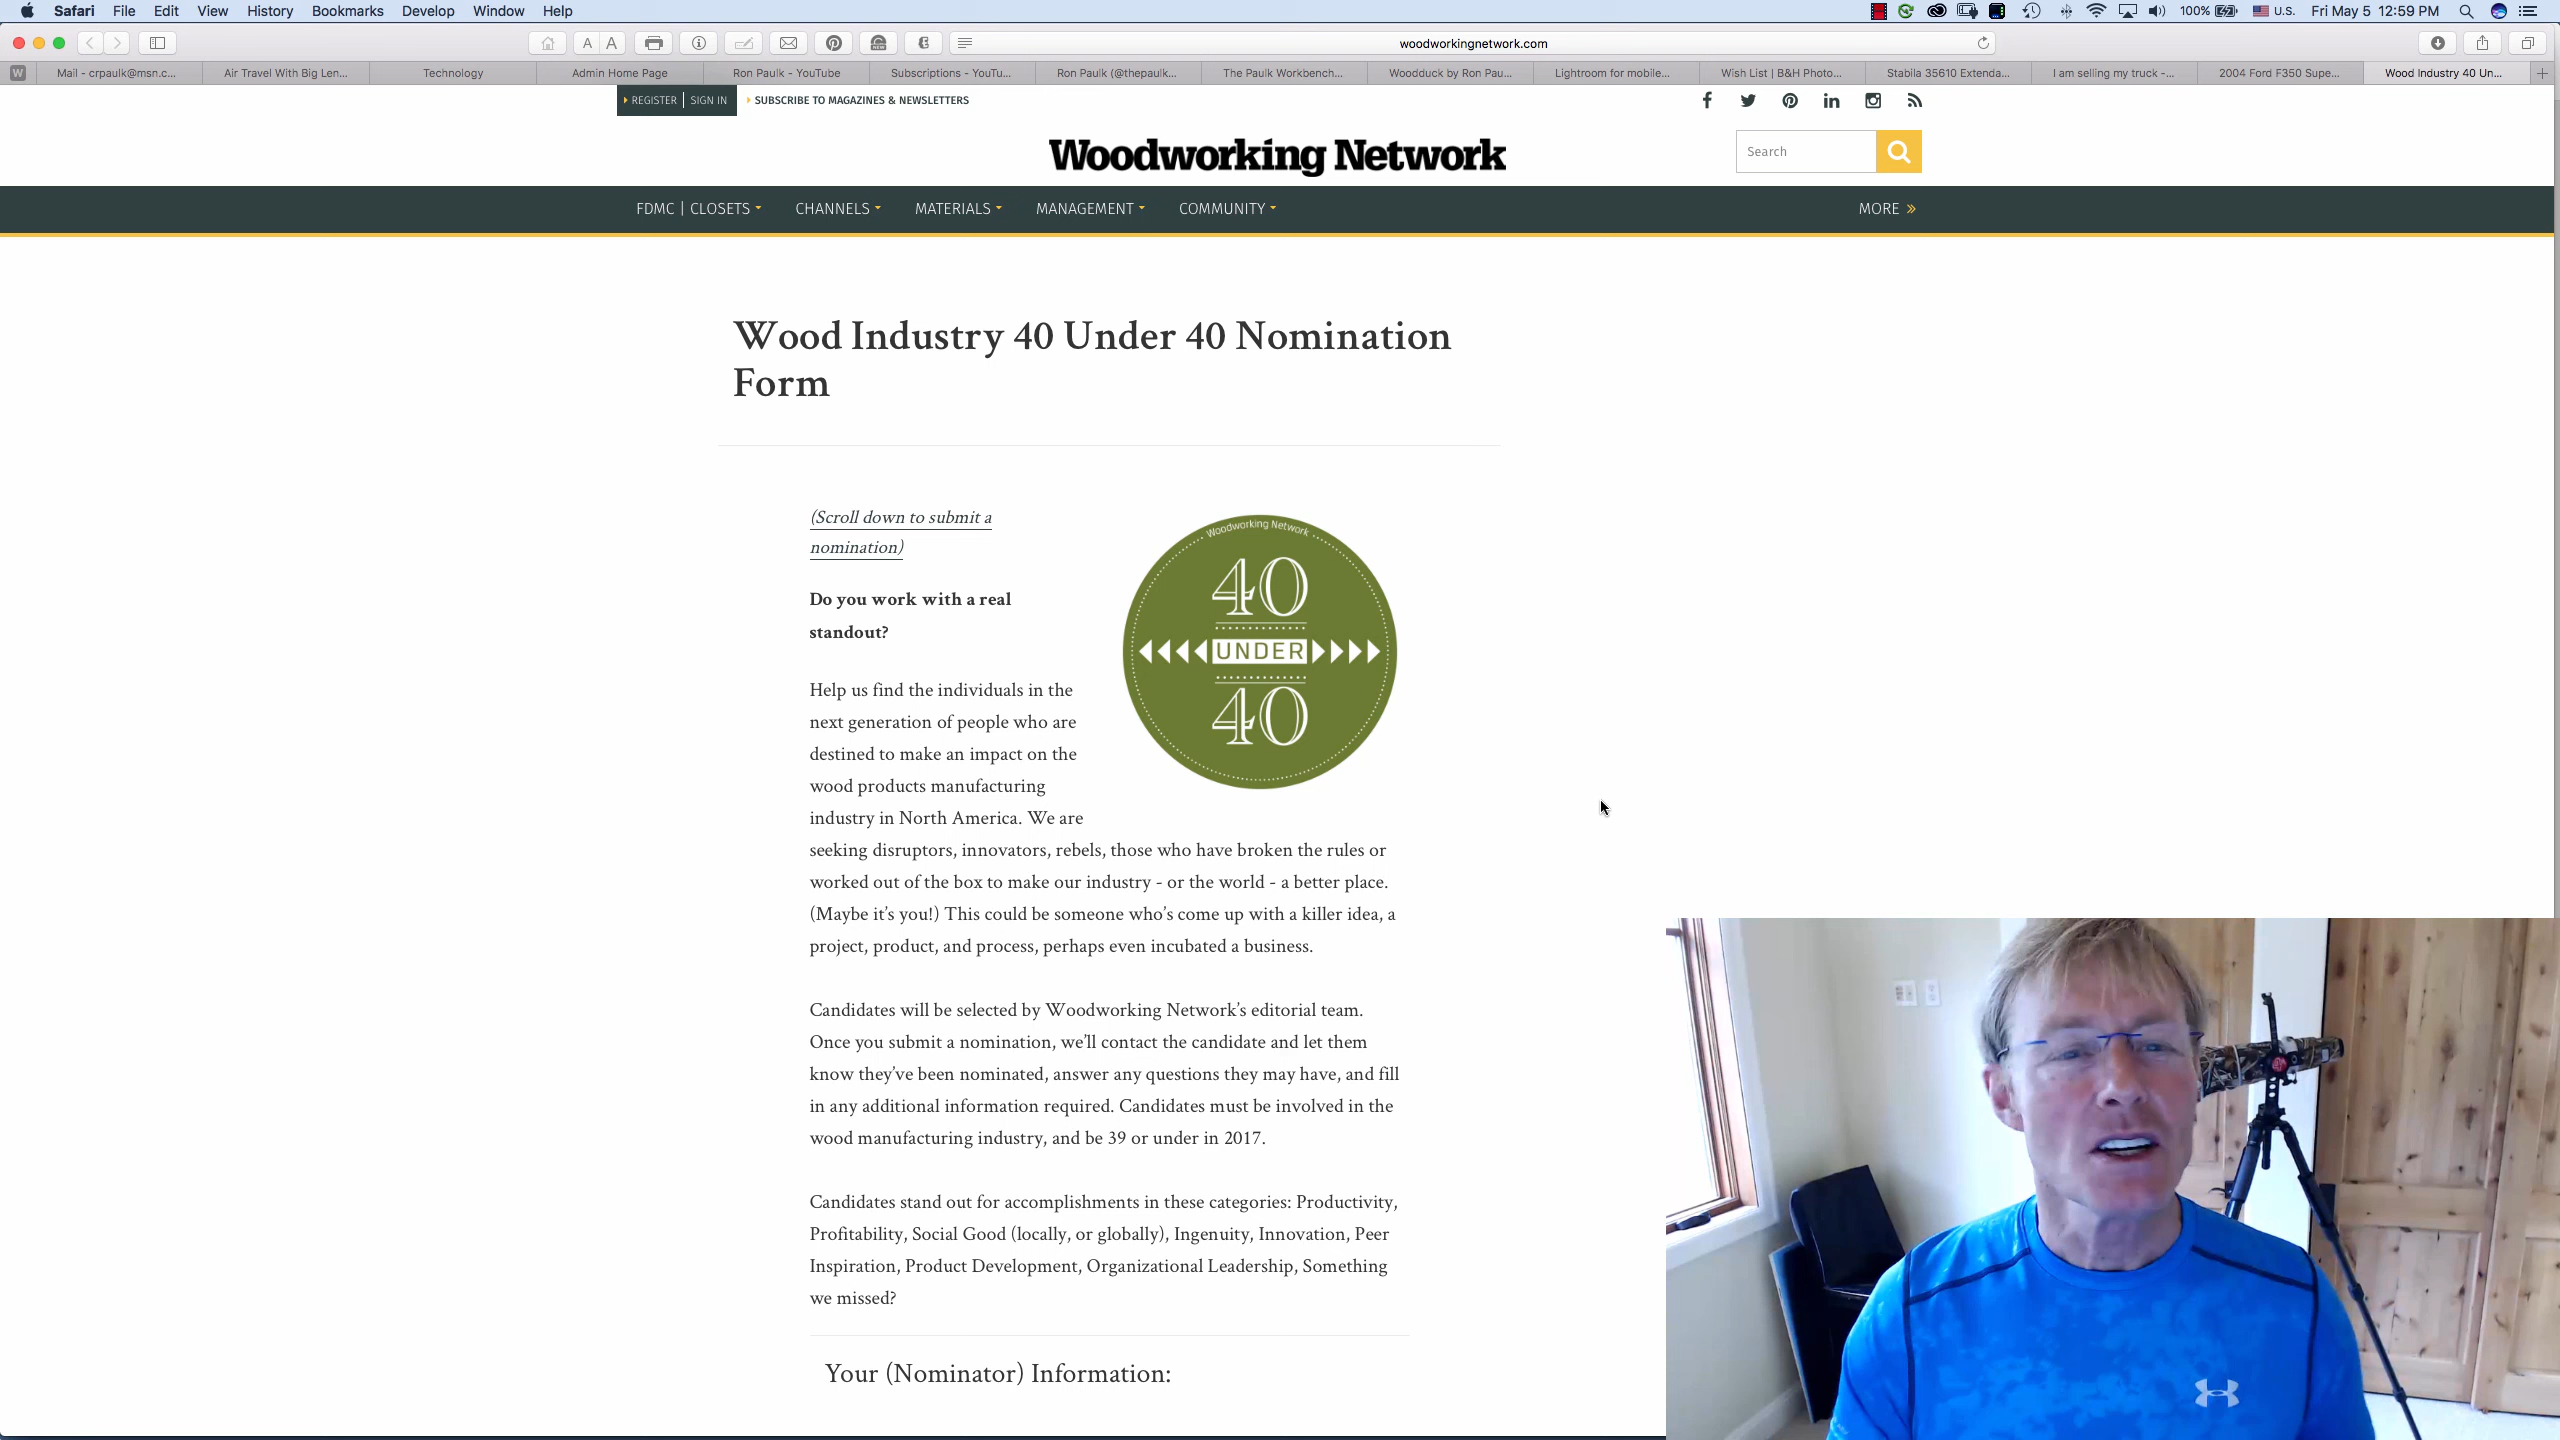 Safari File Edit View History Bookmarks Develop Window Help
100% U.S. Fri May 5 12:59 PM
A A
woodworkingnetwork.com
W Mail - crpaulk@msn.c... Air Travel With Big Len... Technology Admin Home Page Ron Paulk - YouTube Subscriptions - YouTu... Ron Paulk (@thepaulk... The Paulk Workbench... Woodduck by Ron Pau... Lightroom for mobile... Wish List | B&H Photo... Stabila 35610 Extenda... I am selling my truck -... 2004 Ford F350 Supe... Wood Industry 40 Un...
REGISTER | SIGN IN SUBSCRIBE TO MAGAZINES & NEWSLETTERS
Woodworking Network
Search
FDMC | CLOSETS CHANNELS MATERIALS MANAGEMENT COMMUNITY MORE »
Wood Industry 40 Under 40 Nomination
Form
(Scroll down to submit a
nomination)
Woodworking Network
40
UNDER
40
Do you work with a real
standout?
Help us find the individuals in the
next generation of people who are
destined to make an impact on the
wood products manufacturing
industry in North America. We are
seeking disruptors, innovators, rebels, those who have broken the rules or
worked out of the box to make our industry - or the world - a better place.
(Maybe it’s you!) This could be someone who’s come up with a killer idea, a
project, product, and process, perhaps even incubated a business.
Candidates will be selected by Woodworking Network’s editorial team.
Once you submit a nomination, we’ll contact the candidate and let them
know they’ve been nominated, answer any questions they may have, and fill
in any additional information required. Candidates must be involved in the
wood manufacturing industry, and be 39 or under in 2017.
Candidates stand out for accomplishments in these categories: Productivity,
Profitability, Social Good (locally, or globally), Ingenuity, Innovation, Peer
Inspiration, Product Development, Organizational Leadership, Something
we missed?
Your (Nominator) Information: